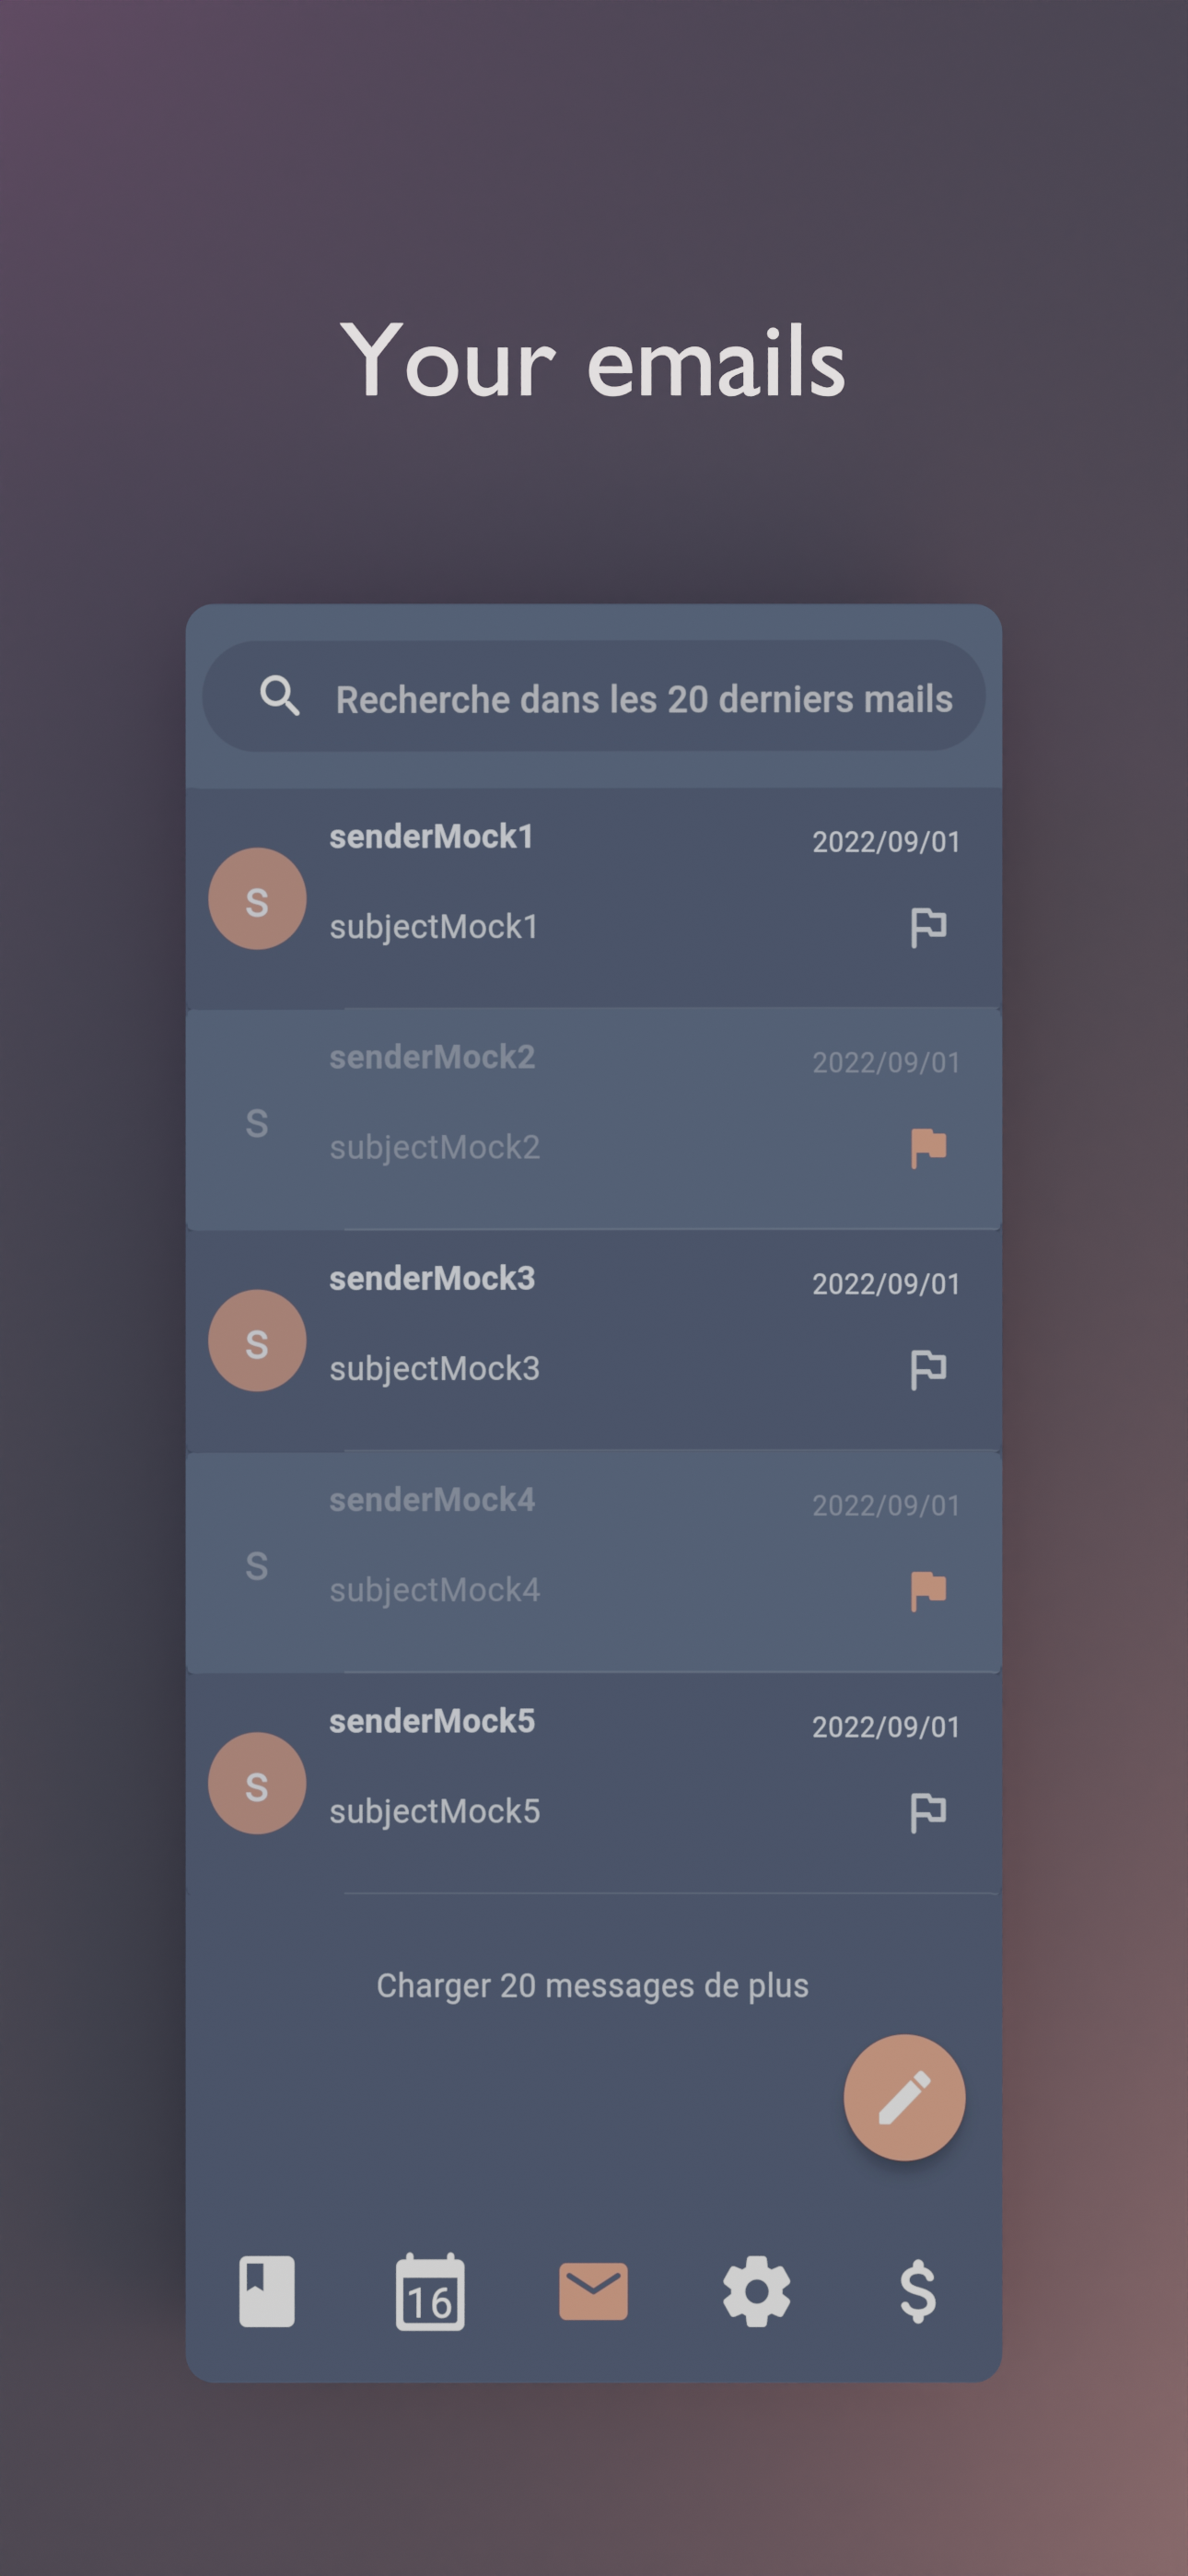 Your emails
Recherche dans les 20 derniers mails
senderMock1
2022/09/01
S
subjectMock1
senderMock2
2022/09/01
S
subjectMock2
senderMock3
2022/09/01
S
subjectMock3
senderMock4
2022/09/01
S
subjectMock4
senderMock5
2022/09/01
S
subjectMock5
Charger 20 messages de plus
16
$